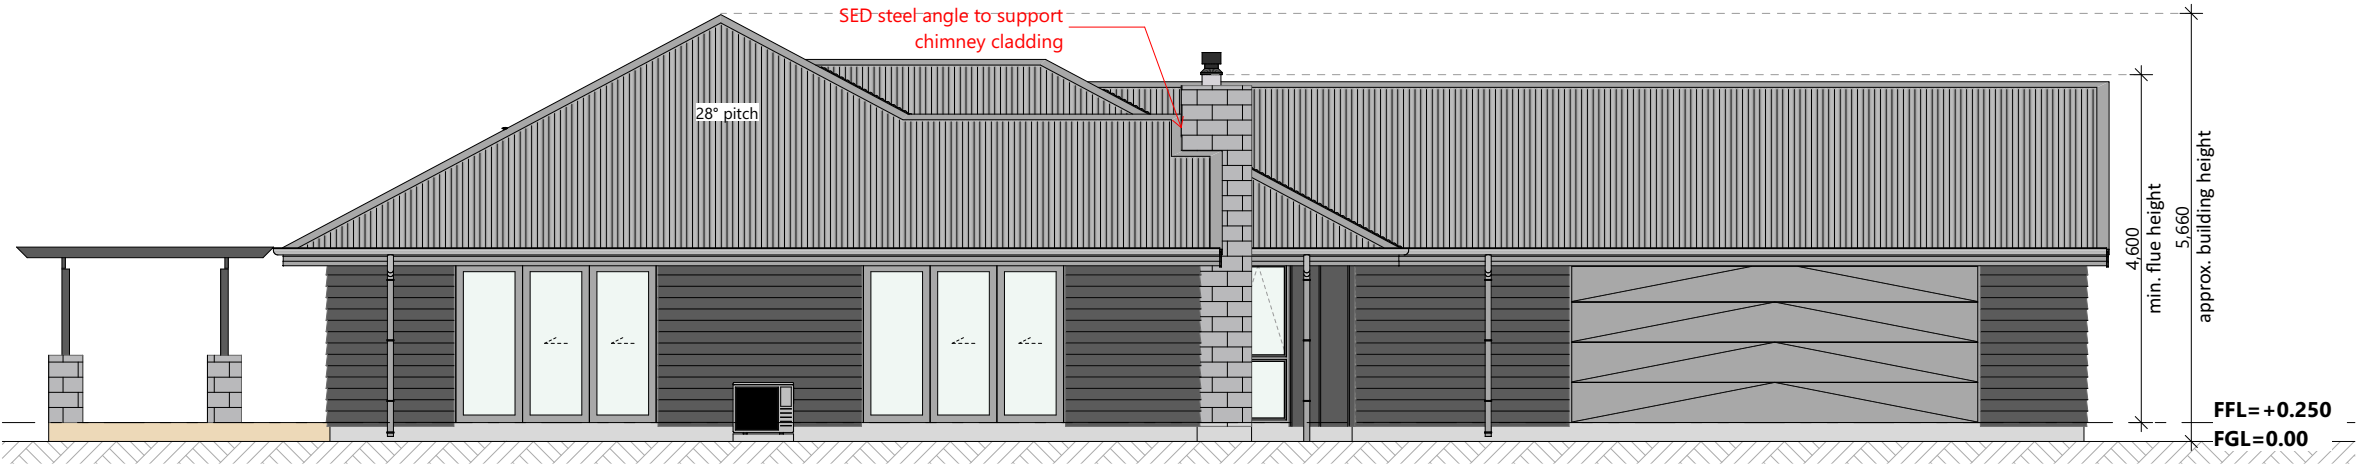 SED steel angle to support
chimney cladding
28° pitch
4,600
min. flue height
5,660
approx. building height
FFL=+0.250
FGL=0.00